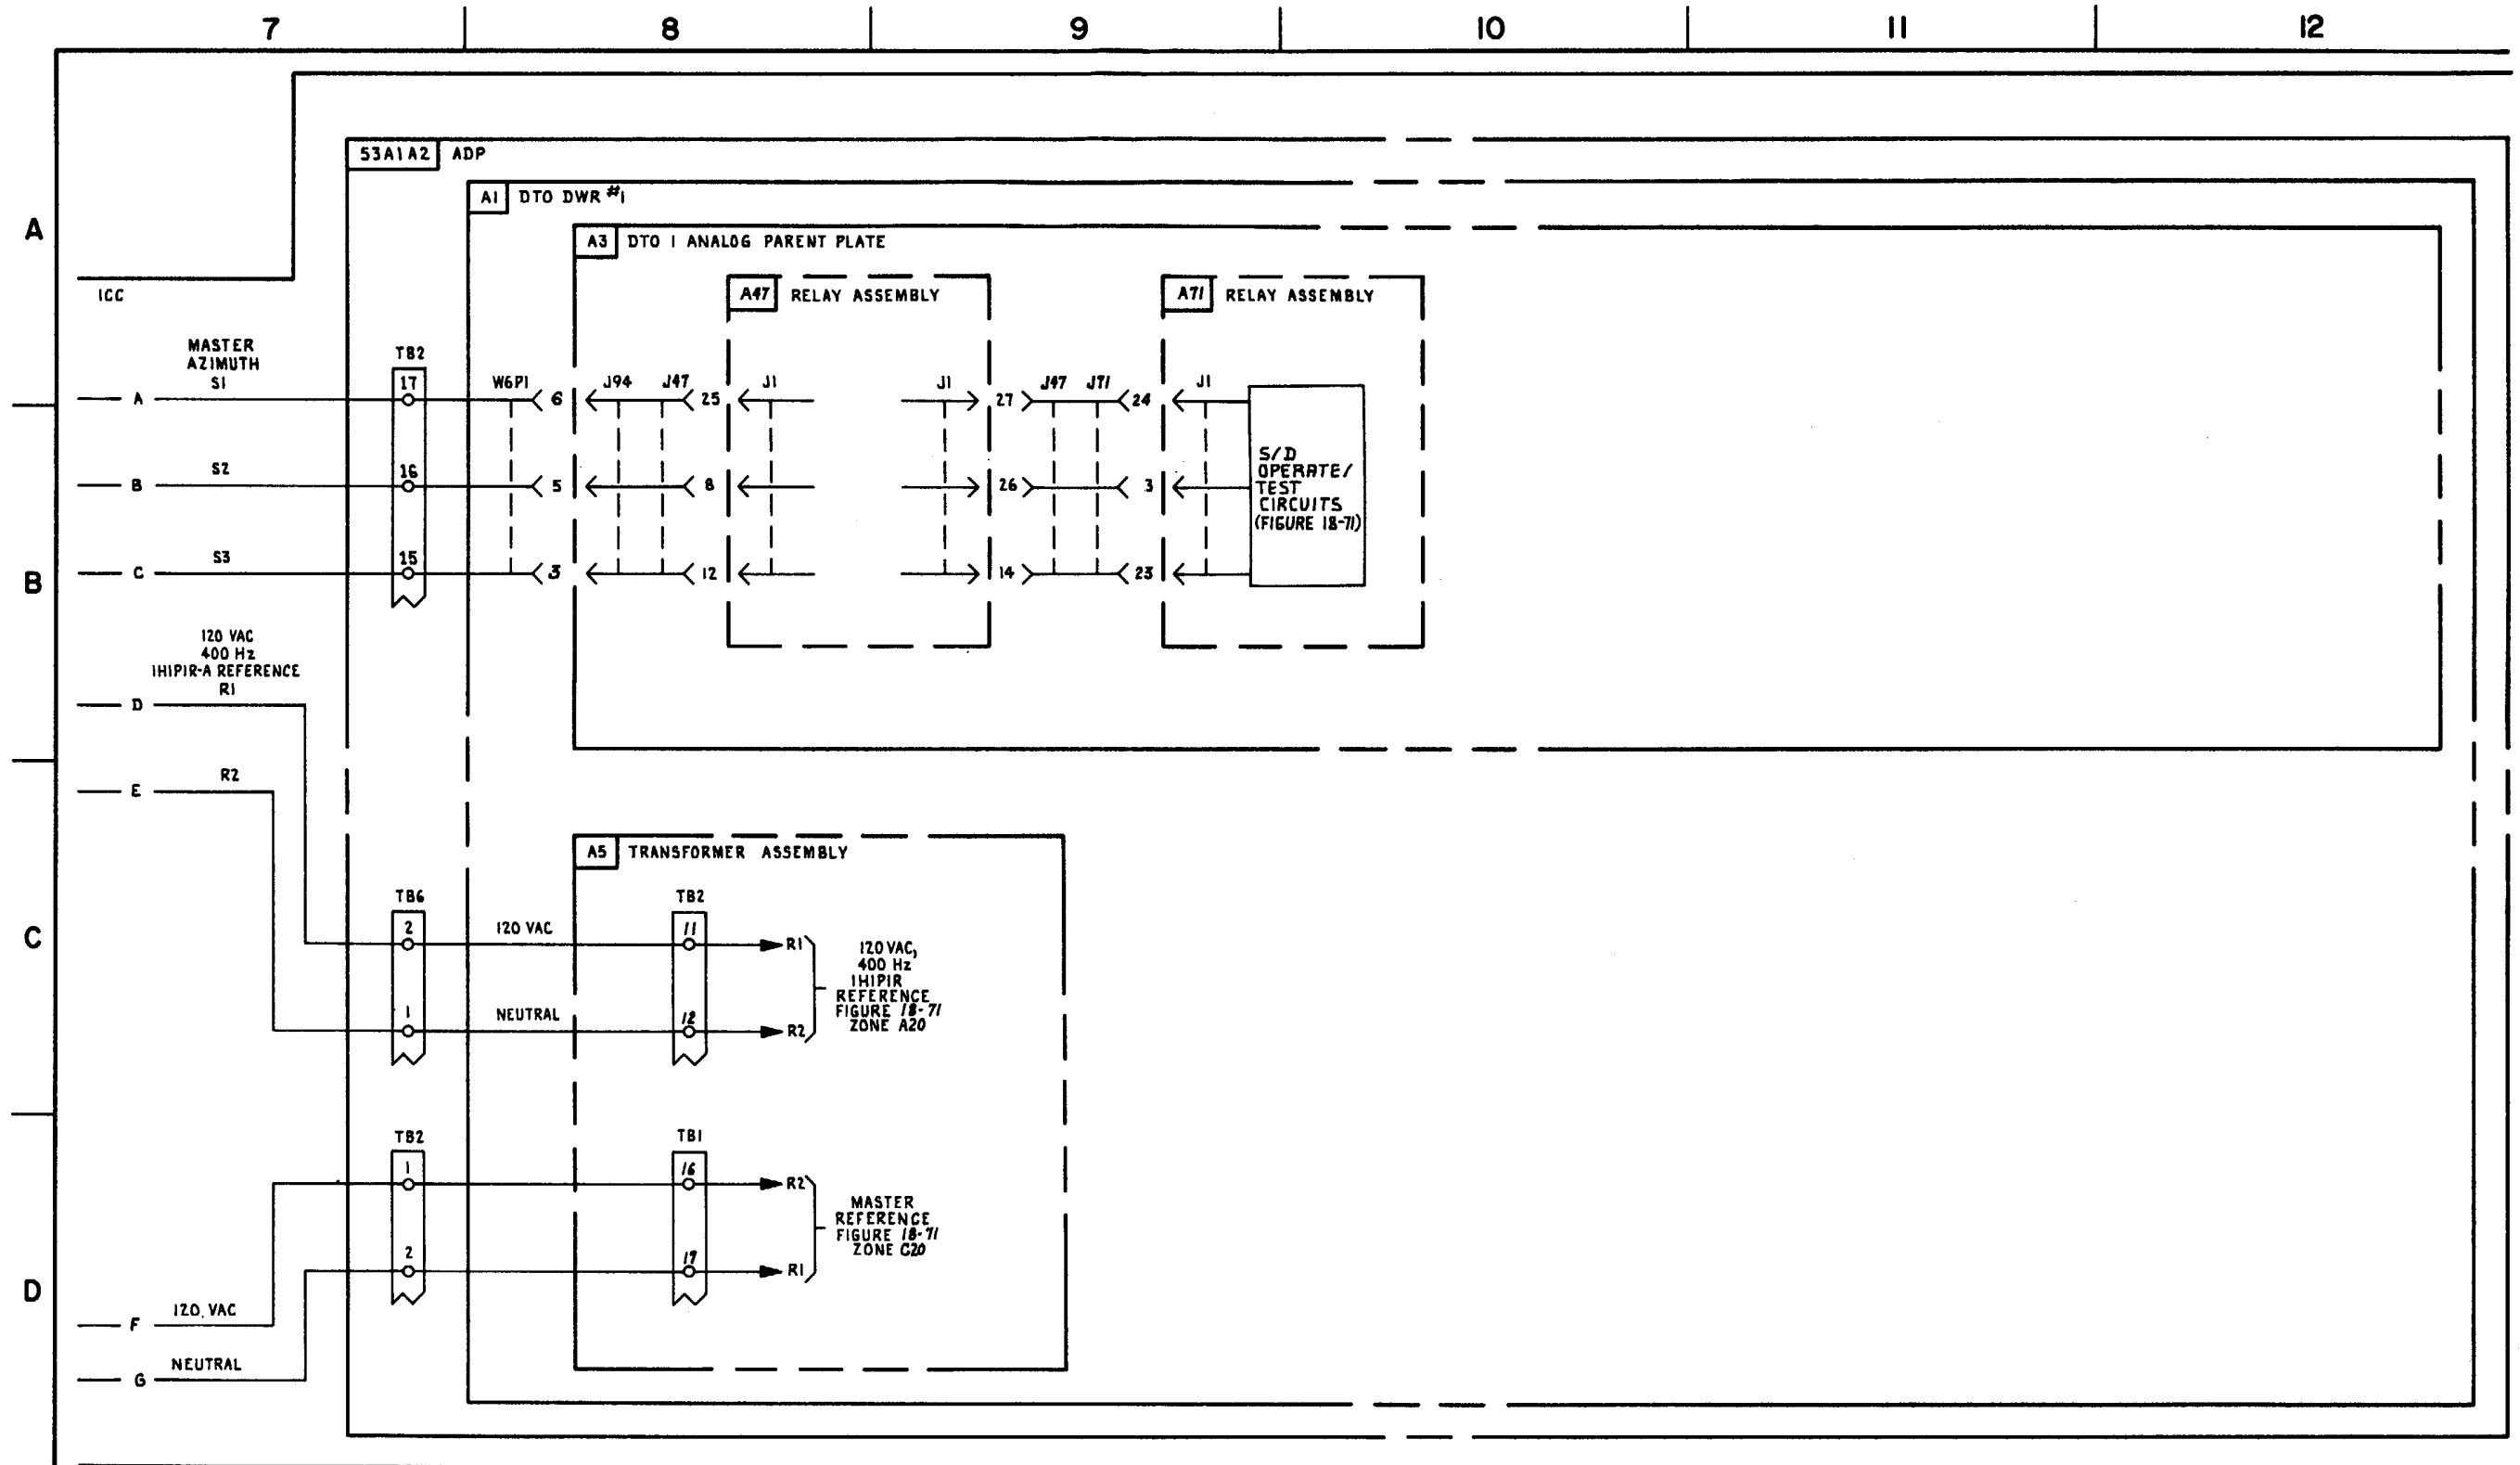 7 8 9 10 11 12
A
B
C
D
53A1A2 ADP
A1 DTO DWR #1
A3 DTO 1 ANALOG PARENT PLATE
A47 RELAY ASSEMBLY
A71 RELAY ASSEMBLY
ICC
MASTER
AZIMUTH
S1
A
TB2
17
W6P1
6
J94
J47
25
J1
J1
27
J47
J71
24
J1
B
S2
16
5
8
26
3
C
S3
15
3
12
14
23
S/D
OPERATE/
TEST
CIRCUITS
(FIGURE 18-71)
120 VAC
400 Hz
IHIPIR-A REFERENCE
R1
D
R2
E
A5 TRANSFORMER ASSEMBLY
TB6
2
120 VAC
TB2
11
R1
1
NEUTRAL
12
R2
120 VAC,
400 Hz
IHIPIR
REFERENCE
FIGURE 18-71
ZONE A20
TB2
1
TB1
16
R2
2
17
R1
MASTER
REFERENCE
FIGURE 18-71
ZONE C20
F
120 VAC
G
NEUTRAL